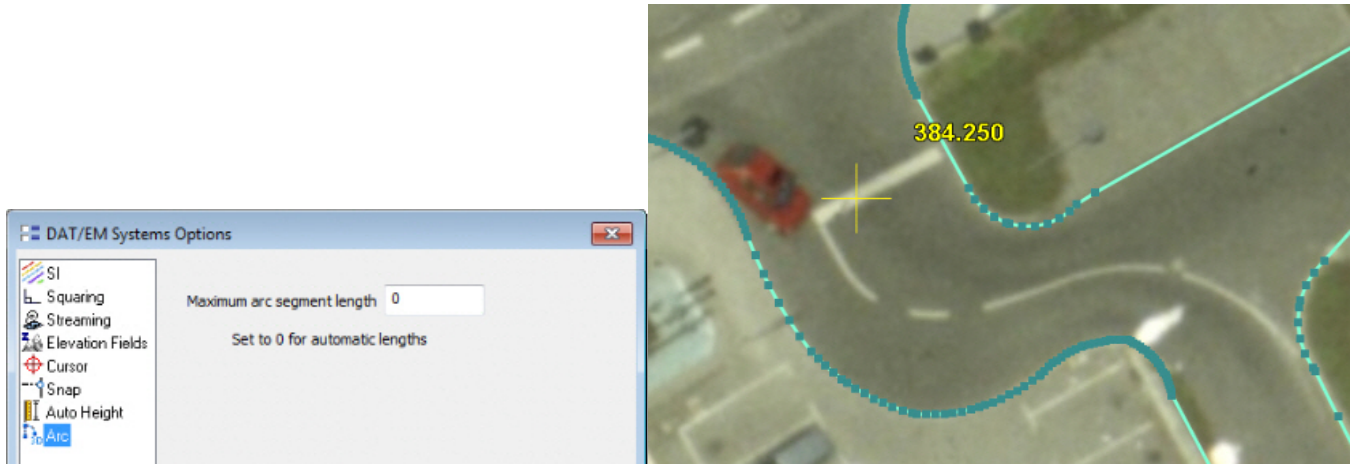 DAT/EM Systems Options
SI
Squaring
Streaming
Elevation Fields
Cursor
Snap
Auto Height
3D
Arc
Maximum arc segment length 0
Set to 0 for automatic lengths
384.250